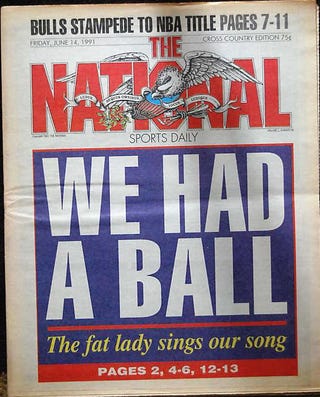 BULLS STAMPEDE TO NBA TITLE PAGES 7-11
FRIDAY, JUNE 14, 1991
CROSS COUNTRY EDITION 75¢
THE
NATIONAL
SPORTS DAILY
WE HAD
A BALL
The fat lady sings our song
PAGES 2, 4-6, 12-13